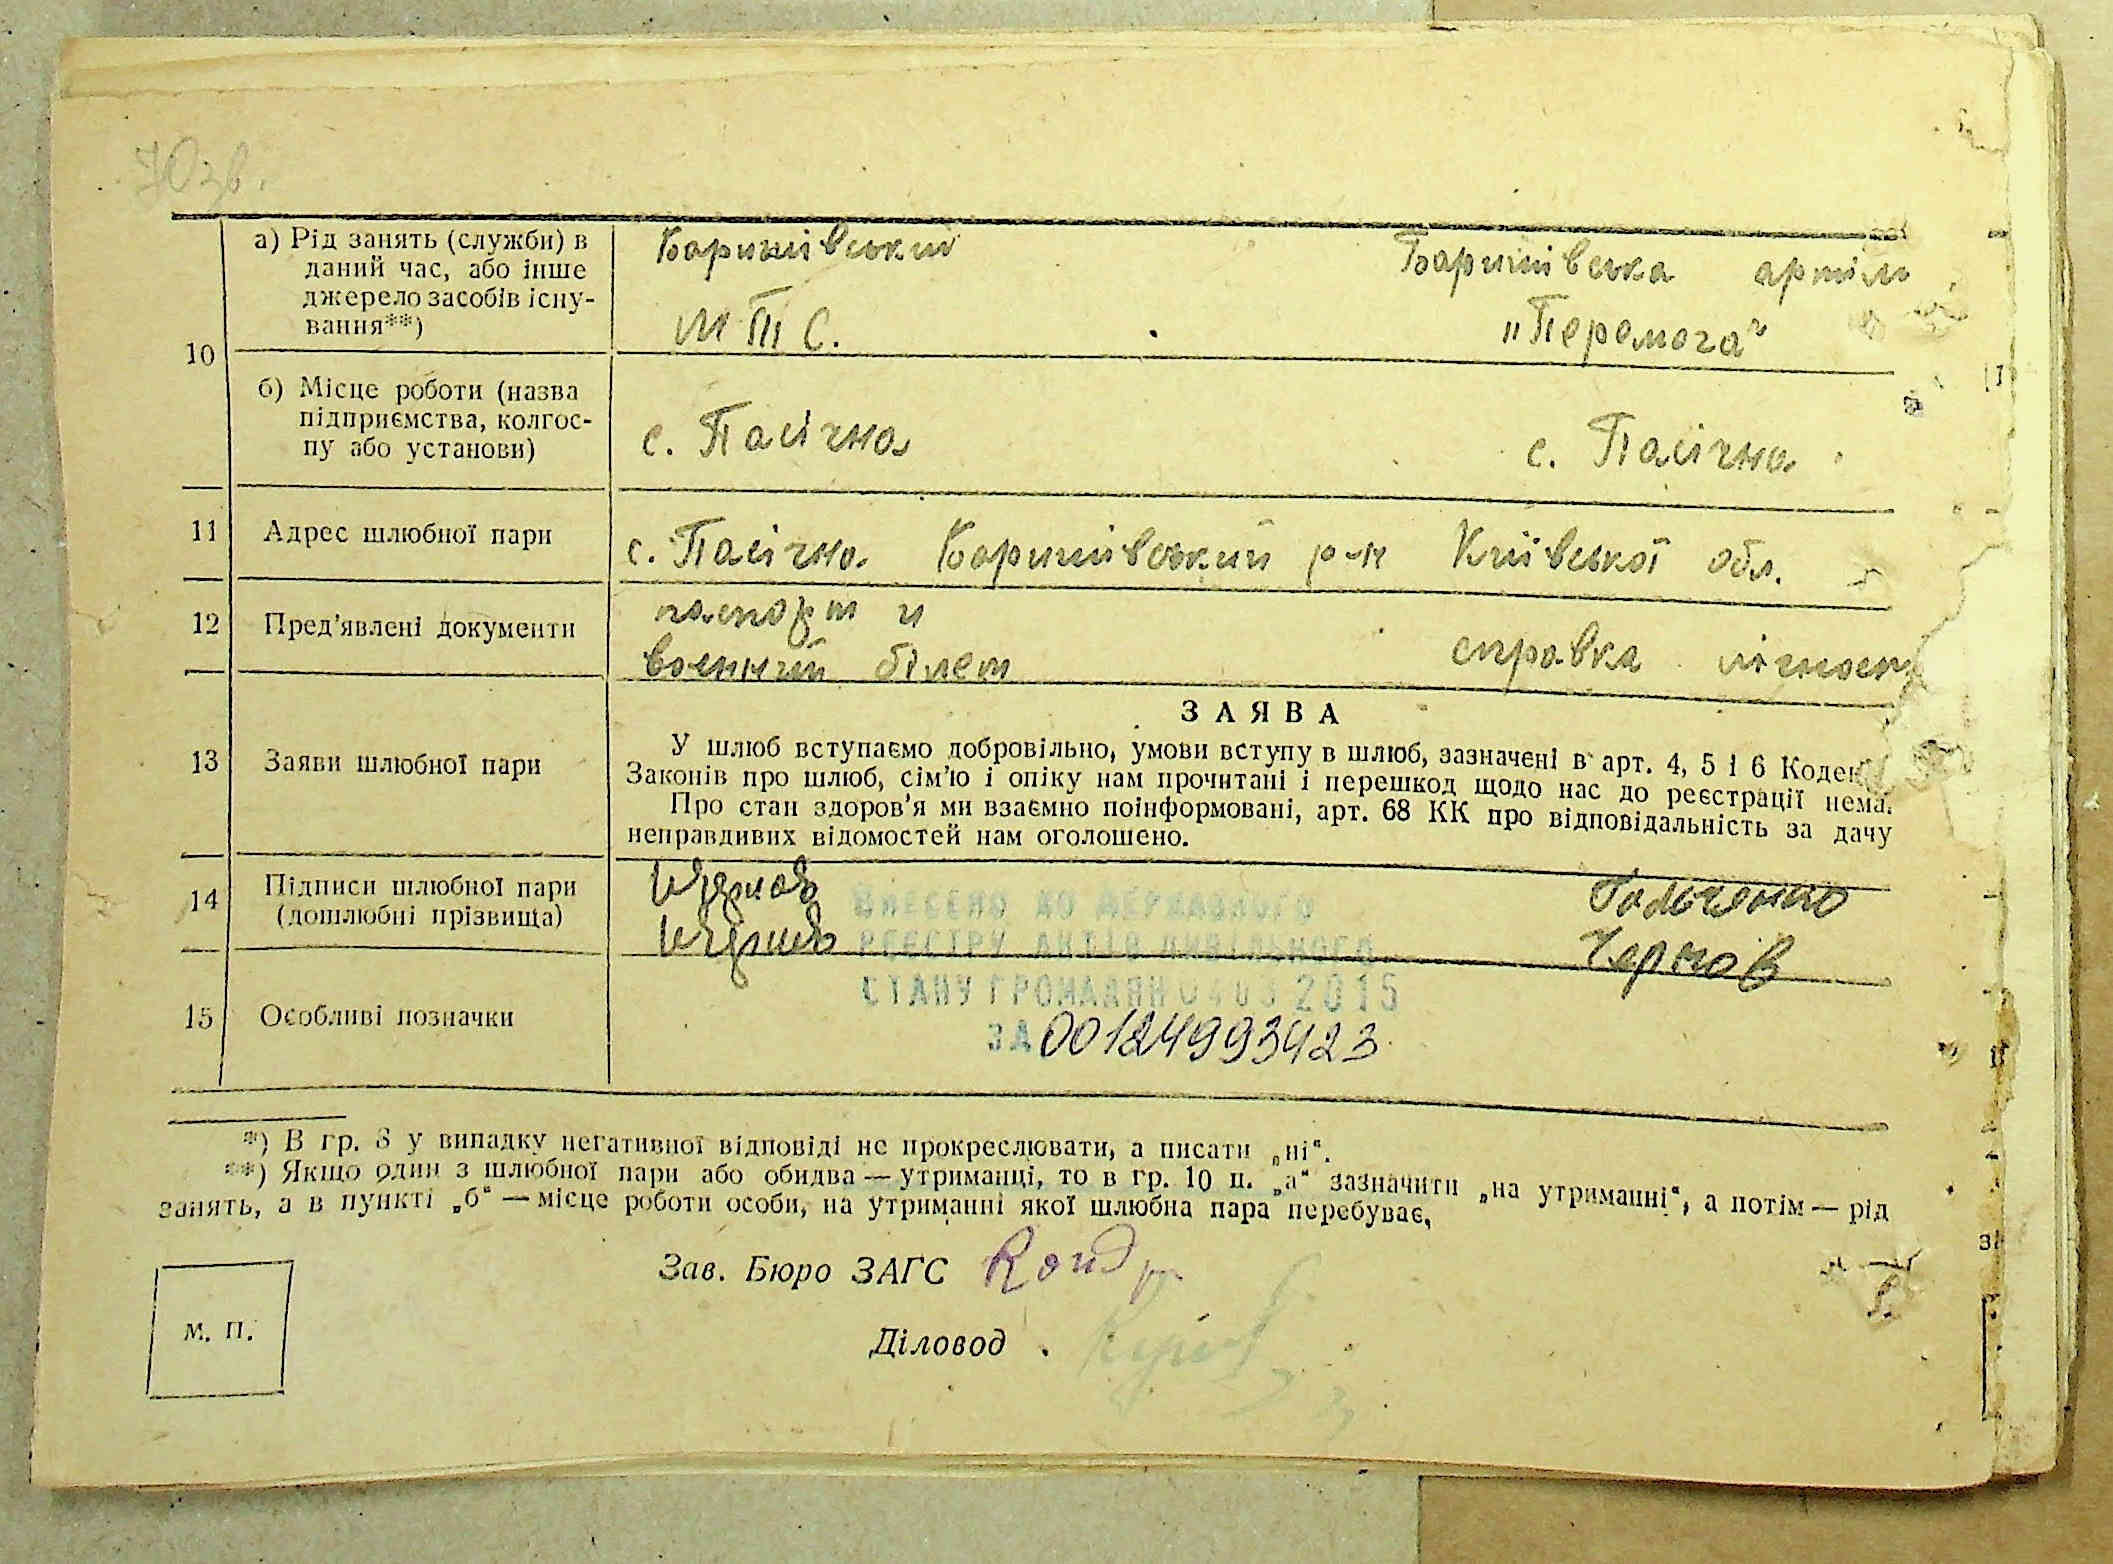 70зв.
10
а) Рід занять (служби) в
даний час, або інше
джерело засобів існу-
вання**)
Баришівський
МТС.
Баришівська артіль
"Перемога"
б) Місце роботи (назва
підприємства, колгос-
пу або установи)
с. Пасічна
с. Пасічна
11 Адрес шлюбної пари
с. Пасічна Баришівський р-н Київської обл.
12 Пред'явлені документи
паспорт и
военний білет
справка
13 Заяви шлюбної пари
ЗАЯВА
У шлюб вступаємо добровільно, умови вступу в шлюб, зазначені в арт. 4, 5 і 6 Кодек
Законів про шлюб, сім'ю і опіку нам прочитані і перешкод щодо нас до реєстрації нема.
Про стан здоров'я ми взаємно поінформовані, арт. 68 КК про відповідальність за дачу
неправдивих відомостей нам оголошено.
14 Підписи шлюбної пари
(дошлюбні прізвища)
Чернов
ВНЕСЕНО ДО ДЕРЖАВНОГО
РЕЄСТРУ АКТІВ ЦИВІЛЬНОГО
СТАНУ ГРОМАДЯН 04 03 2015
ЗА 00124993423
15 Особливі позначки
*) В гр. 8 у випадку негативної відповіді не прокреслювати, а писати „ні“.
**) Якщо один з шлюбної пари або обидва — утриманці, то в гр. 10 п. „а“ зазначити „на утриманні“, а потім — рід
занять, а в пункті „б“ — місце роботи особи, на утриманні якої шлюбна пара перебуває,
Зав. Бюро ЗАГС
Діловод
М. П.